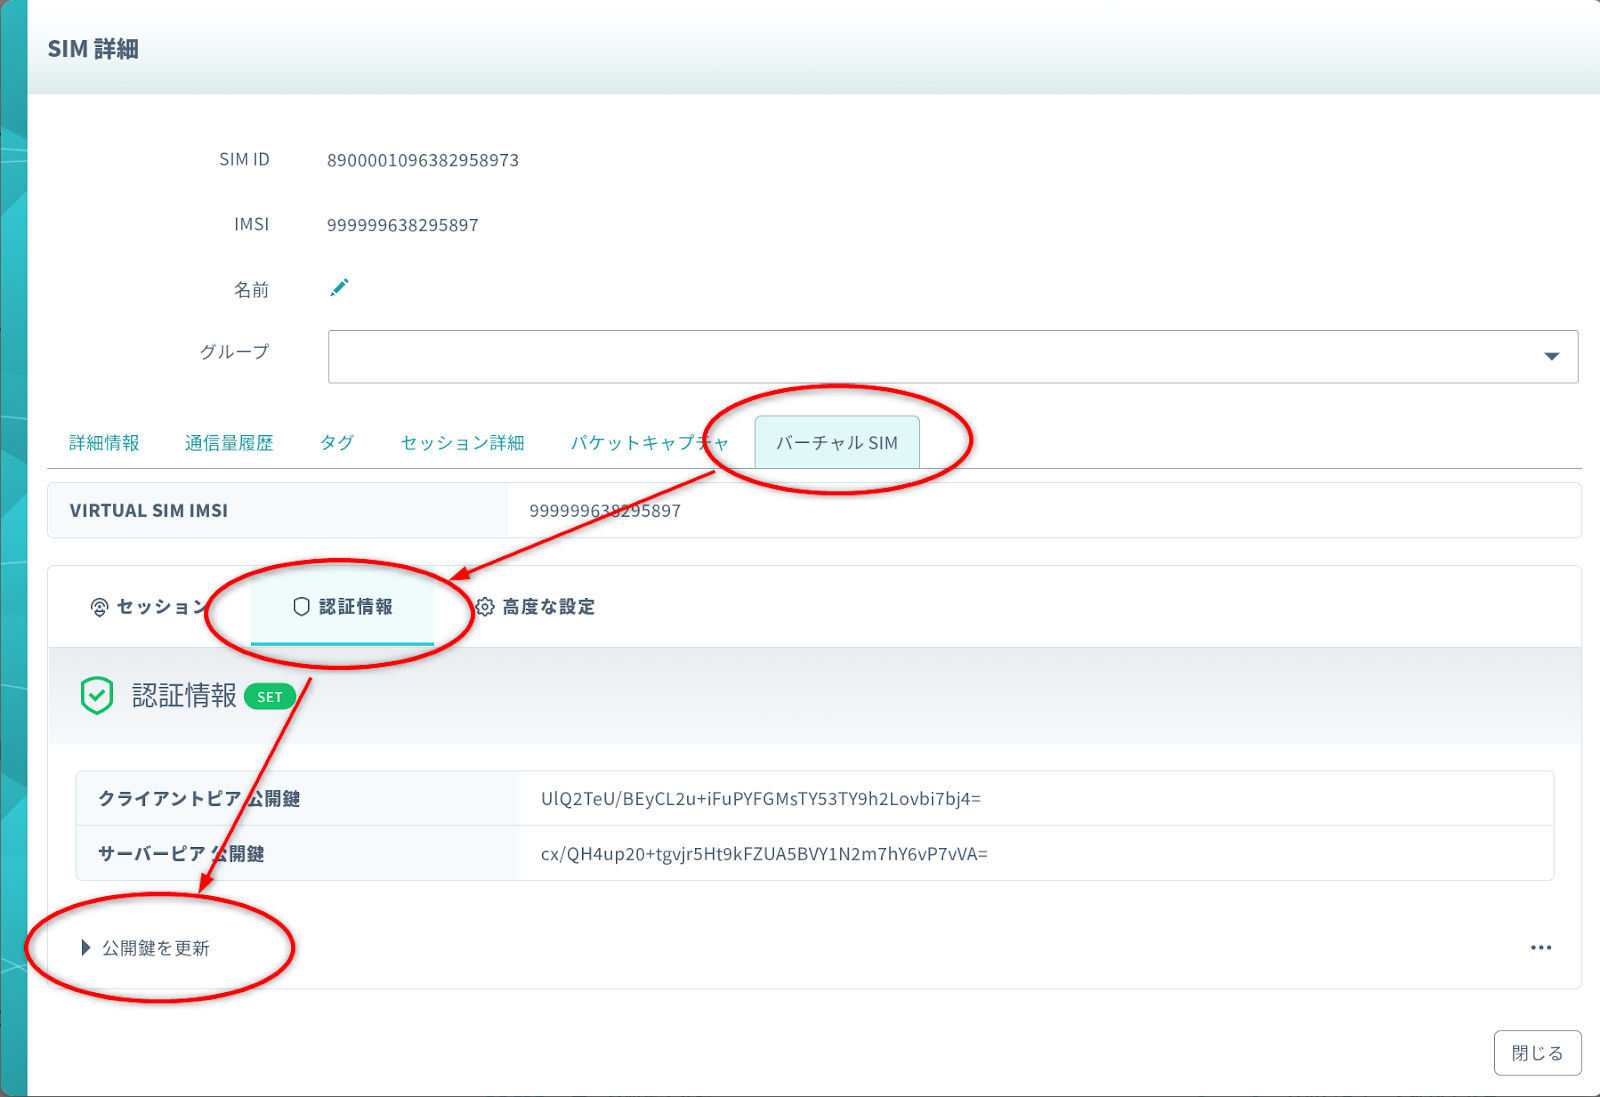 SIM 詳細
SIM ID 8900001096382958973
IMSI 999999638295897
名前
グループ
詳細情報 通信量履歴 タグ セッション詳細 パケットキャプチャ バーチャル SIM
VIRTUAL SIM IMSI 999999638295897
セッション 認証情報 高度な設定
認証情報 SET
クライアントピア 公開鍵 UlQ2TeU/BEyCL2u+iFuPYFGMsTY53TY9h2Lovbi7bj4=
サーバーピア 公開鍵 cx/QH4up20+tgvjr5Ht9kFZUA5BVY1N2m7hY6vP7vVA=
公開鍵を更新
閉じる